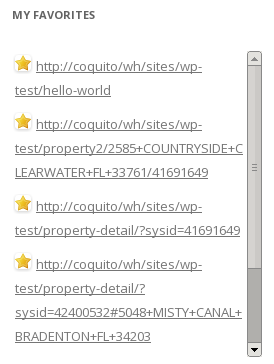 MY FAVORITES
http://coquito/wh/sites/wp-
test/hello-world
http://coquito/wh/sites/wp-
test/property2/2585+COUNTRYSIDE+C
LEARWATER+FL+33761/41691649
http://coquito/wh/sites/wp-
test/property-detail/?sysid=41691649
http://coquito/wh/sites/wp-
test/property-detail/?
sysid=42400532#5048+MISTY+CANAL+
BRADENTON+FL+34203